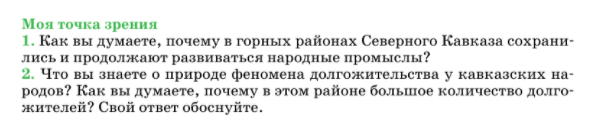 Моя точка зрения
1. Как вы думаете, почему в горных районах Северного Кавказа сохрани-
лись и продолжают развиваться народные промыслы?
2. Что вы знаете о природе феномена долгожительства у кавказских на-
родов? Как вы думаете, почему в этом районе большое количество долго-
жителей? Свой ответ обоснуйте.